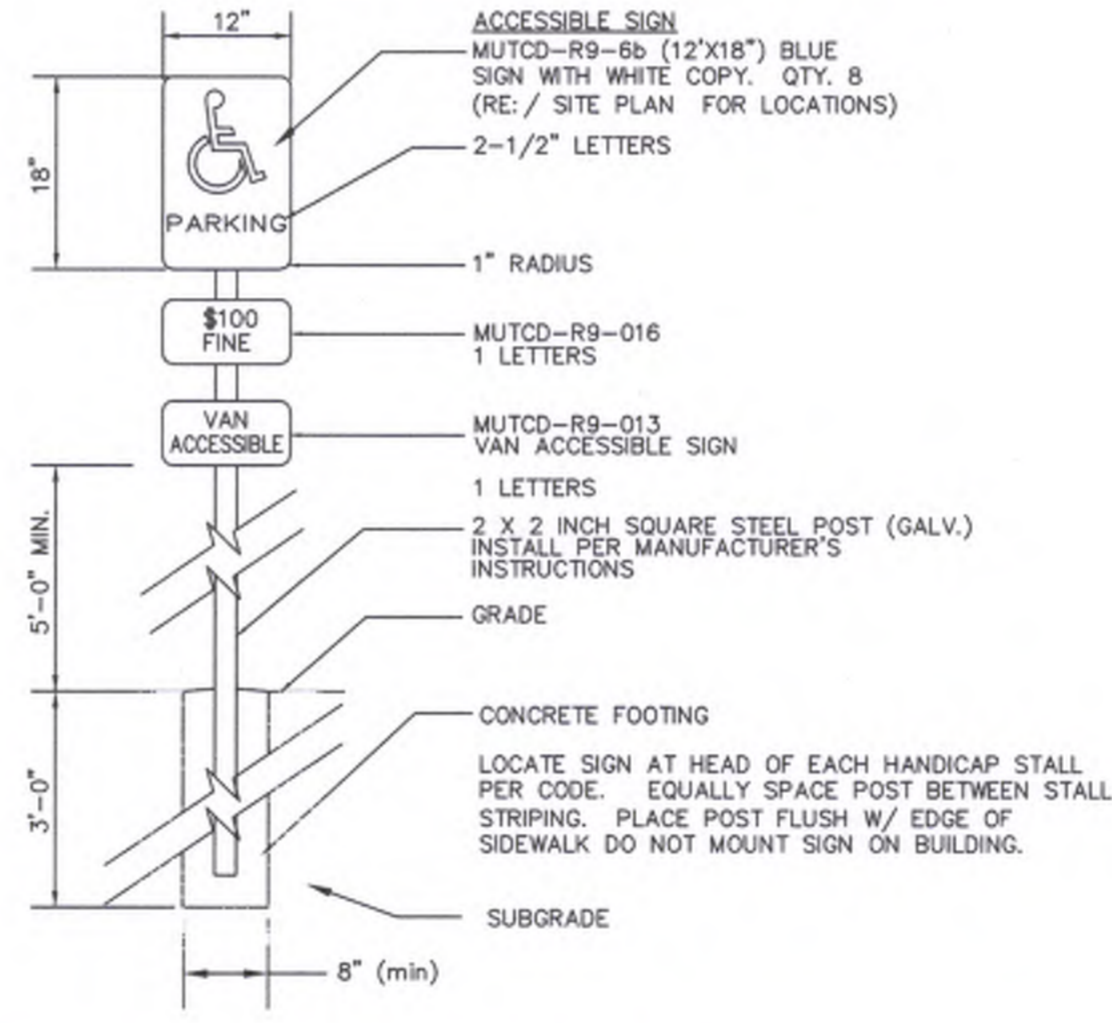 12"
ACCESSIBLE SIGN
MUTCD-R9-6b (12'X18") BLUE
SIGN WITH WHITE COPY. QTY. 8
(RE: / SITE PLAN FOR LOCATIONS)
2-1/2" LETTERS
18"
PARKING
1" RADIUS
$100
FINE
MUTCD-R9-016
1 LETTERS
VAN
ACCESSIBLE
MUTCD-R9-013
VAN ACCESSIBLE SIGN
1 LETTERS
2 X 2 INCH SQUARE STEEL POST (GALV.)
INSTALL PER MANUFACTURER'S
INSTRUCTIONS
5'-0" MIN.
GRADE
CONCRETE FOOTING
3'-0"
LOCATE SIGN AT HEAD OF EACH HANDICAP STALL
PER CODE. EQUALLY SPACE POST BETWEEN STALL
STRIPING. PLACE POST FLUSH W/ EDGE OF
SIDEWALK DO NOT MOUNT SIGN ON BUILDING.
SUBGRADE
8" (min)